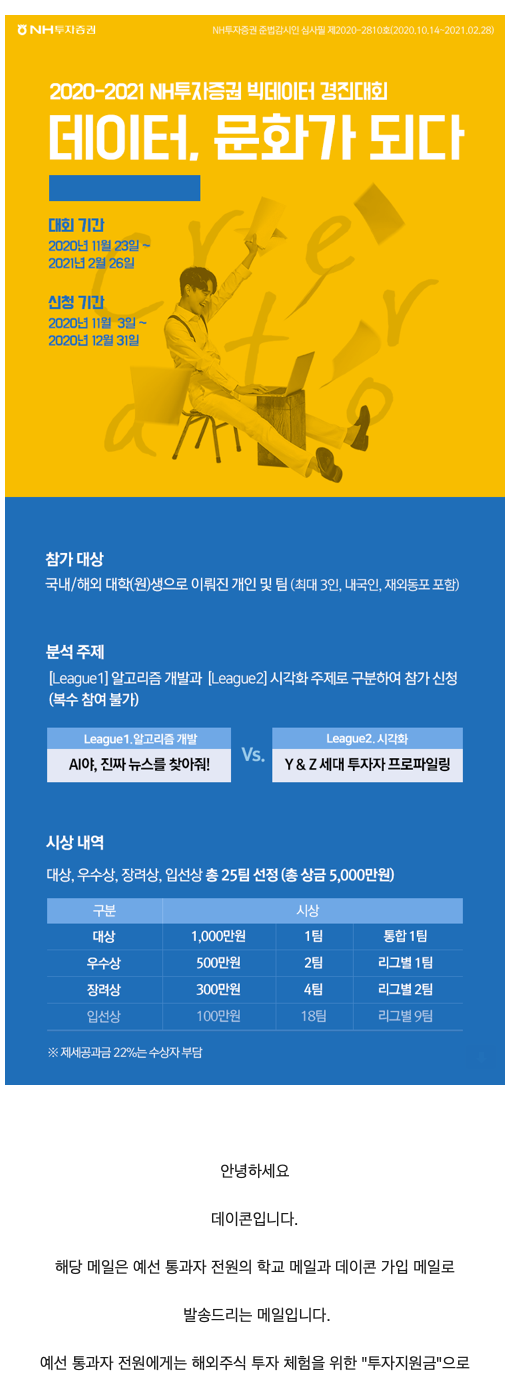 NH투자증권
NH투자증권 준법감시인 심사필 제2020-2810호(2020.10.14~2021.02.28)
2020-2021 NH투자증권 빅데이터 경진대회
데이터, 문화가 되다
대회 기간
2020년 11월 23일 ~
2021년 2월 26일
신청 기간
2020년 11월 3일 ~
2020년 12월 31일
creator
참가 대상
국내/해외 대학(원)생으로 이뤄진 개인 및 팀 (최대 3인, 내국인, 재외동포 포함)
분석 주제
[League1] 알고리즘 개발과 [League2] 시각화 주제로 구분하여 참가 신청
(복수 참여 불가)
League1.알고리즘 개발
AI야, 진짜 뉴스를 찾아줘!
Vs.
League2. 시각화
Y & Z 세대 투자자 프로파일링
시상 내역
대상, 우수상, 장려상, 입선상 총 25팀 선정 (총 상금 5,000만원)
구분 시상
대상 1,000만원 1팀 통합 1팀
우수상 500만원 2팀 리그별 1팀
장려상 300만원 4팀 리그별 2팀
입선상 100만원 18팀 리그별 9팀
※ 제세공과금 22%는 수상자 부담
안녕하세요
데이콘입니다.
해당 메일은 예선 통과자 전원의 학교 메일과 데이콘 가입 메일로
발송드리는 메일입니다.
예선 통과자 전원에게는 해외주식 투자 체험을 위한 "투자지원금"으로